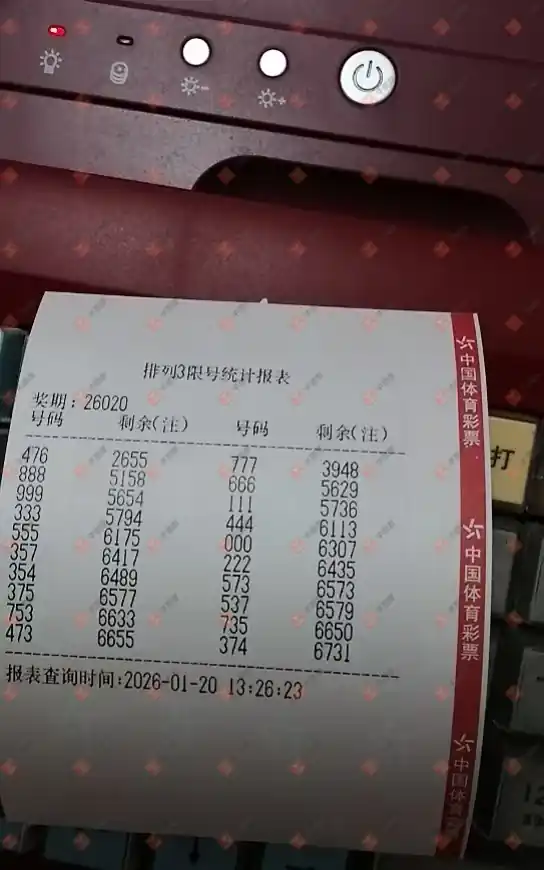 排列3限号统计报表
奖期:26020
号码 剩余(注) 号码 剩余(注)
476 2655 777 3948
888 5158 666 5629
999 5654 111 5736
333 5794 444 6113
555 6175 000 6307
357 6417 222 6435
354 6489 573 6573
375 6577 537 6579
753 6633 735 6650
473 6655 374 6731
报表查询时间:2026-01-20 13:26:23
中国体育彩票
中国体育彩票
中国体育
打